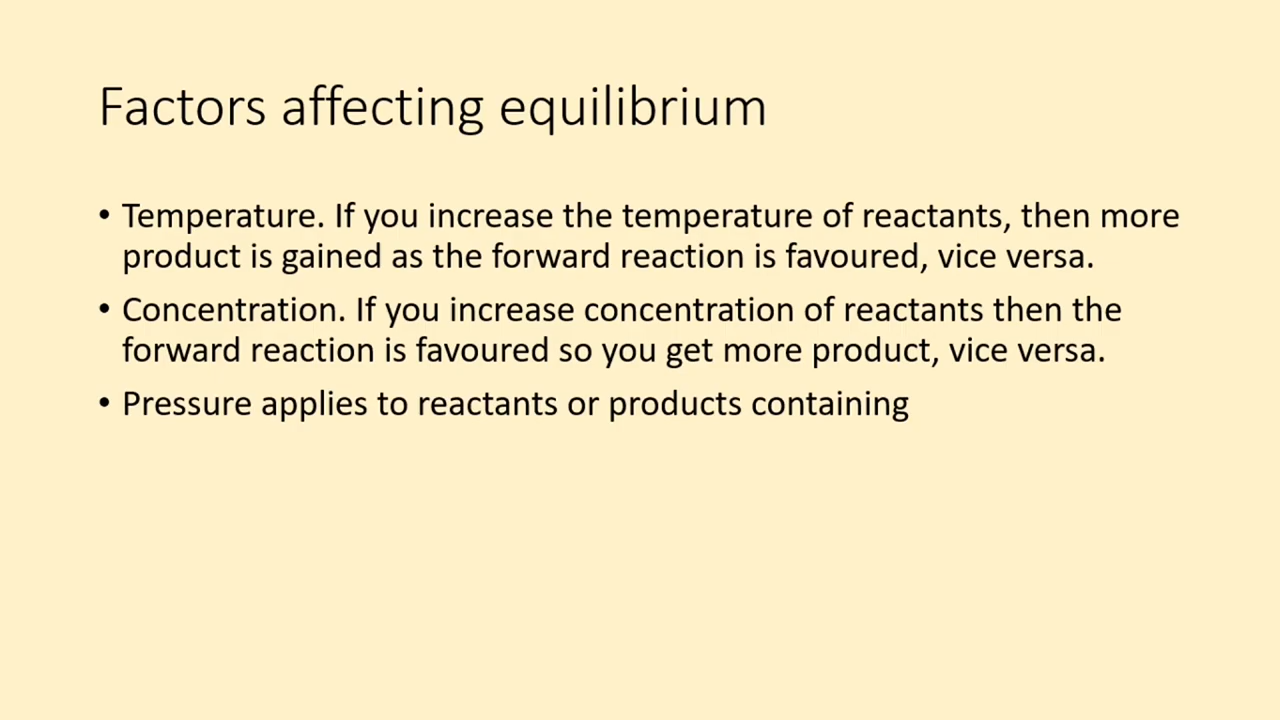 Factors affecting equilibrium
• Temperature. If you increase the temperature of reactants, then more
product is gained as the forward reaction is favoured, vice versa.
• Concentration. If you increase concentration of reactants then the
forward reaction is favoured so you get more product, vice versa.
• Pressure applies to reactants or products containing